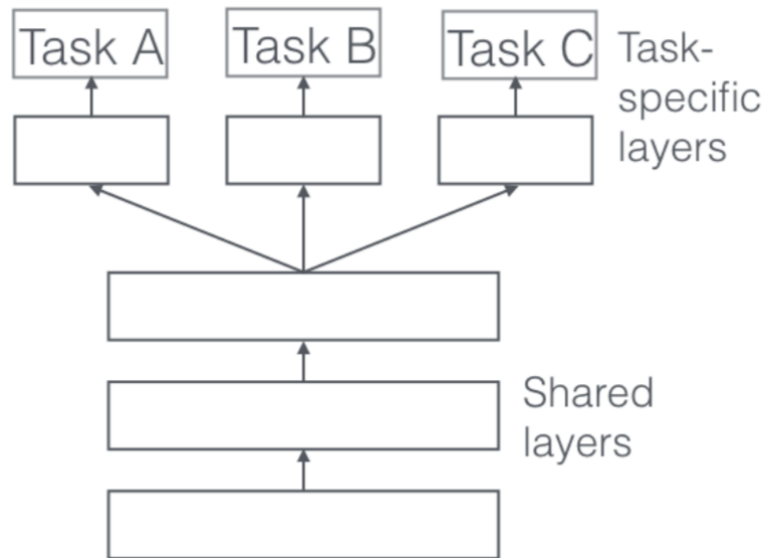 Task A
Task B
Task C
Task-
specific
layers
Shared
layers